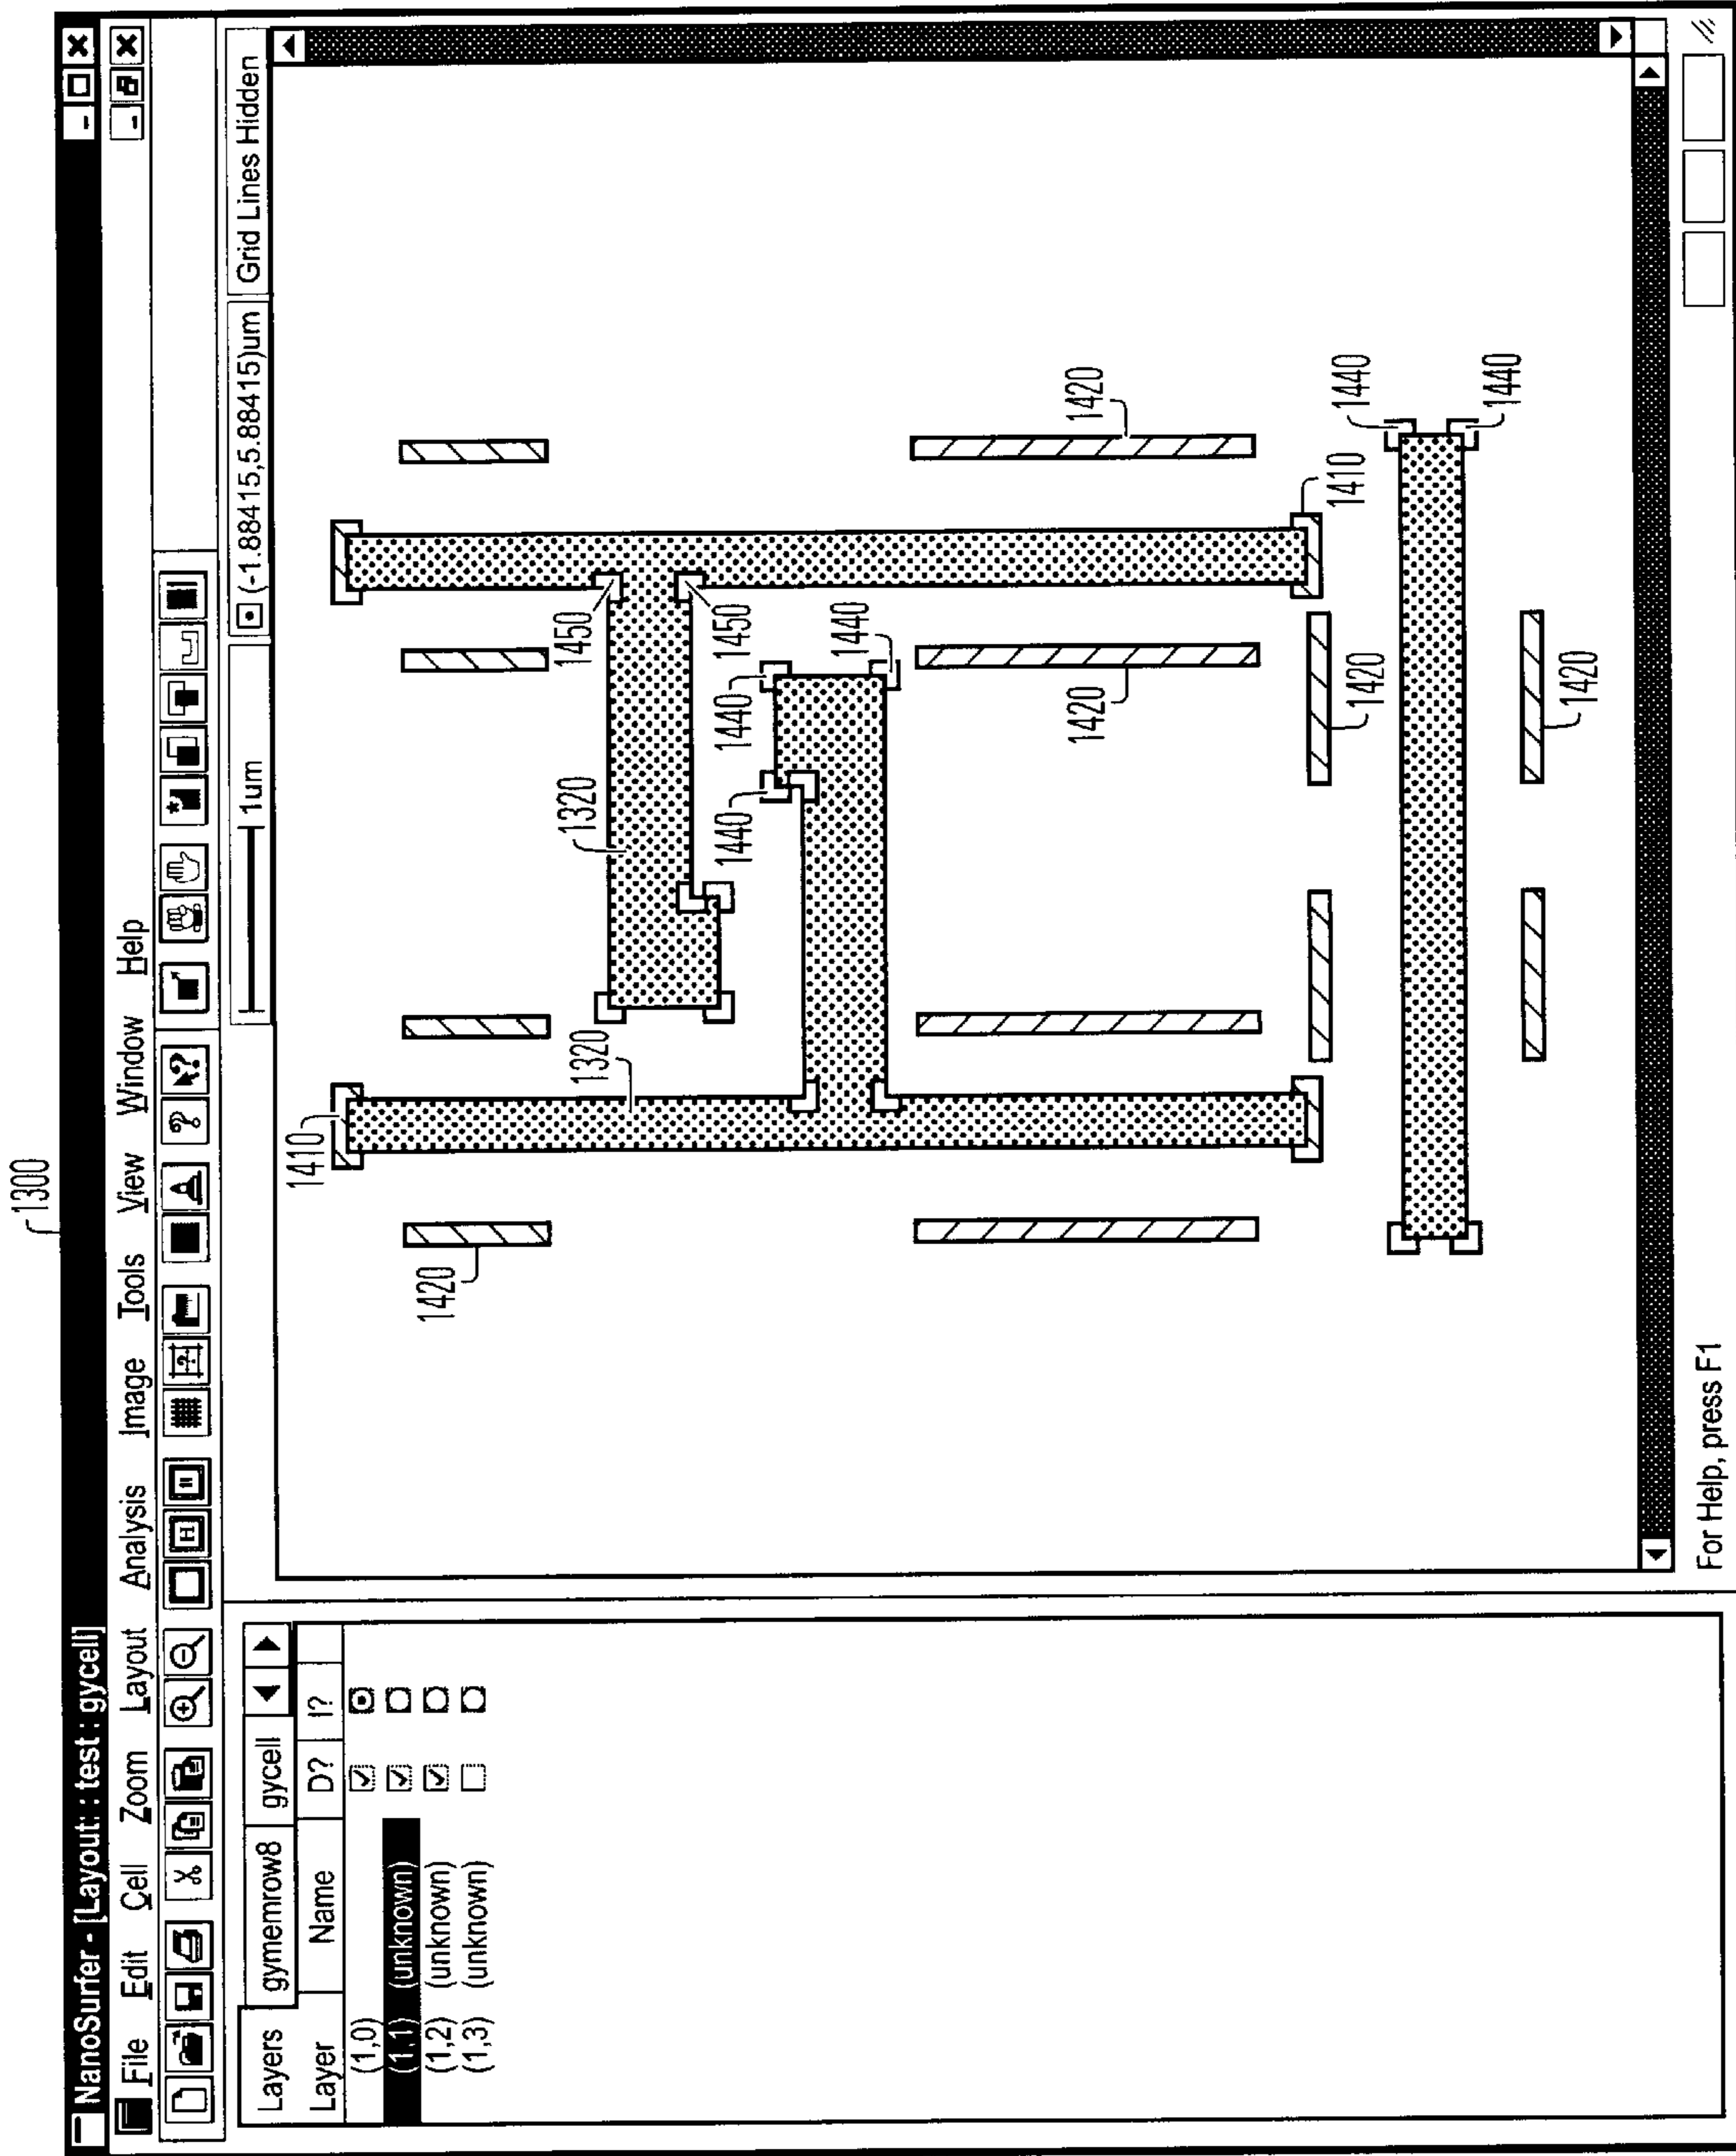 1300
NanoSurfer - [Layout: : test : gycell]
File Edit Cell Zoom Layout Analysis Image Tools View Window Help
Layers gymemrow8 gycell
Layer Name D? I?
(1,0)
(1,1) (unknown)
(1,2) (unknown)
(1,3) (unknown)
1um (-1.88415,5.88415)um Grid Lines Hidden
1410
1420
1320
1320
1450
1450
1440
1440
1440
1420
1420
1410
1420
1440
1440
1420
For Help, press F1